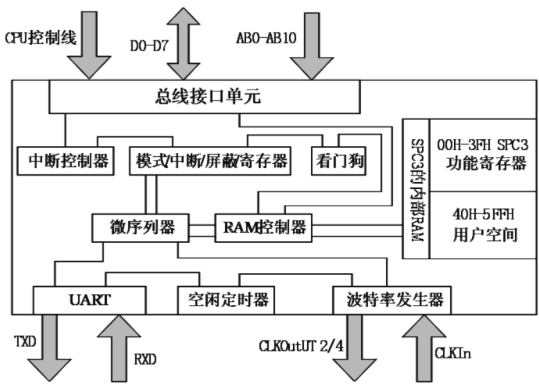 CPU控制线
D0-D7
AB0-AB10
总线接口单元
中断控制器
模式/中断/屏蔽/寄存器
看门狗
SPC3的内部RAM
00H-3FH SPC3
功能寄存器
40H-5FFH
用户空间
微序列器
RAM控制器
UART
空闲定时器
波特率发生器
TXD
RXD
CLKOutUT 2/4
CLKIn